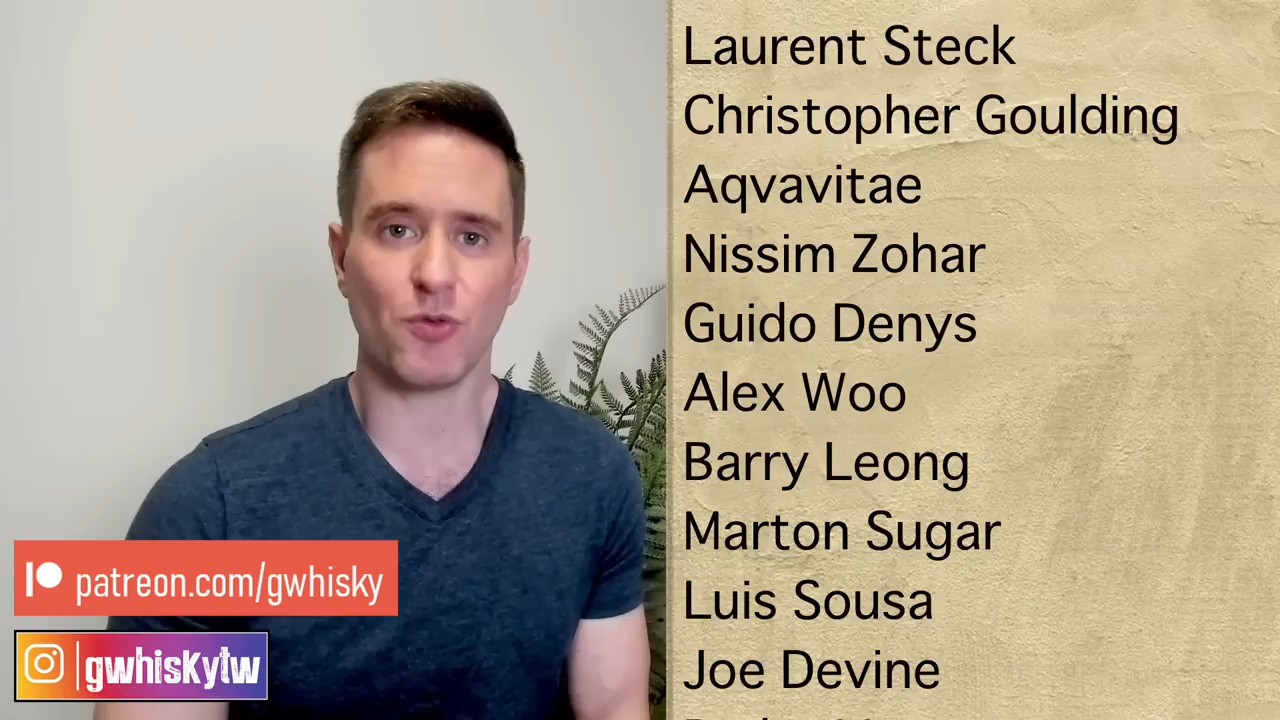 Laurent Steck
Christopher Goulding
Aqvavitae
Nissim Zohar
Guido Denys
Alex Woo
Barry Leong
Marton Sugar
Luis Sousa
Joe Devine
patreon.com/gwhisky
gwhiskytw